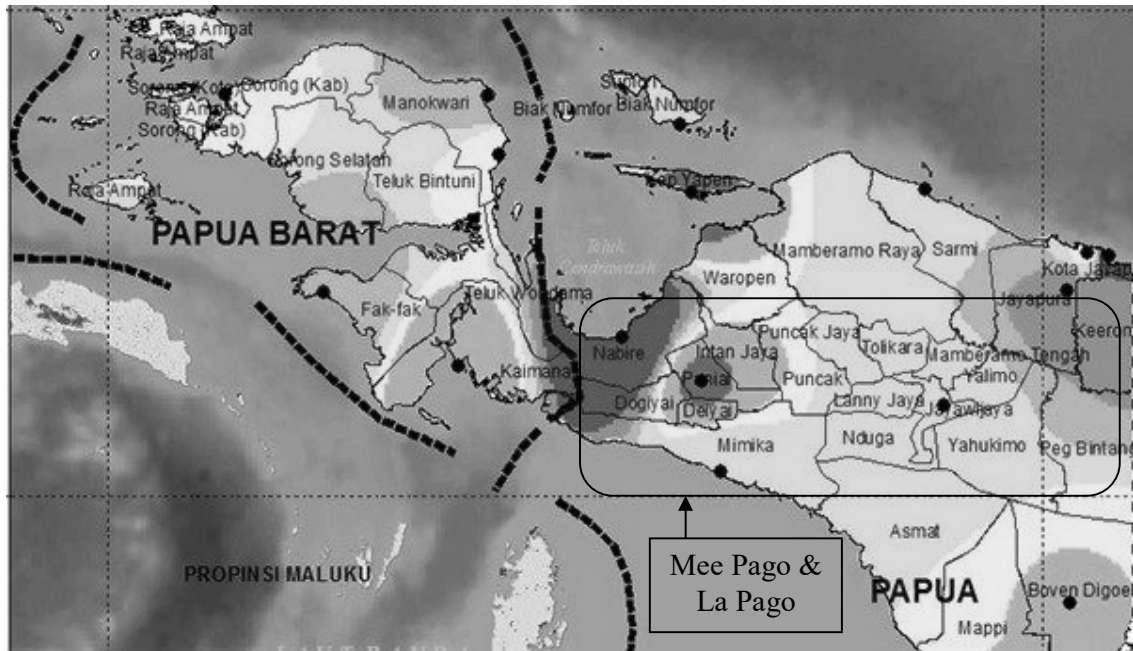 Raja Ampat
Raja Ampat
Sorong (Kota)
Sorong (Kab)
Raja Ampat
Sorong (Kab)
Manokwari
Biak Numfor
Biak Numfor
Sorong Selatan
Teluk Bintuni
Raja Ampat
Kep Yapen
PAPUA BARAT
Teluk
Cendrawasih
Mamberamo Raya
Sarmi
Waropen
Kota Jayap
Jayapura
Teluk Wondama
Fak-fak
Keerom
Puncak Jaya
Nabire
Intan Jaya
Tolikara
Mamberamo Tengah
Kaimana
Paniai
Puncak
Yalimo
Dogiyai
Deiyai
Lanny Jaya
Jayawijaya
Mimika
Nduga
Yahukimo
Peg Bintang
Asmat
Mee Pago &
La Pago
PROPINSI MALUKU
PAPUA
Boven Digoel
Mappi